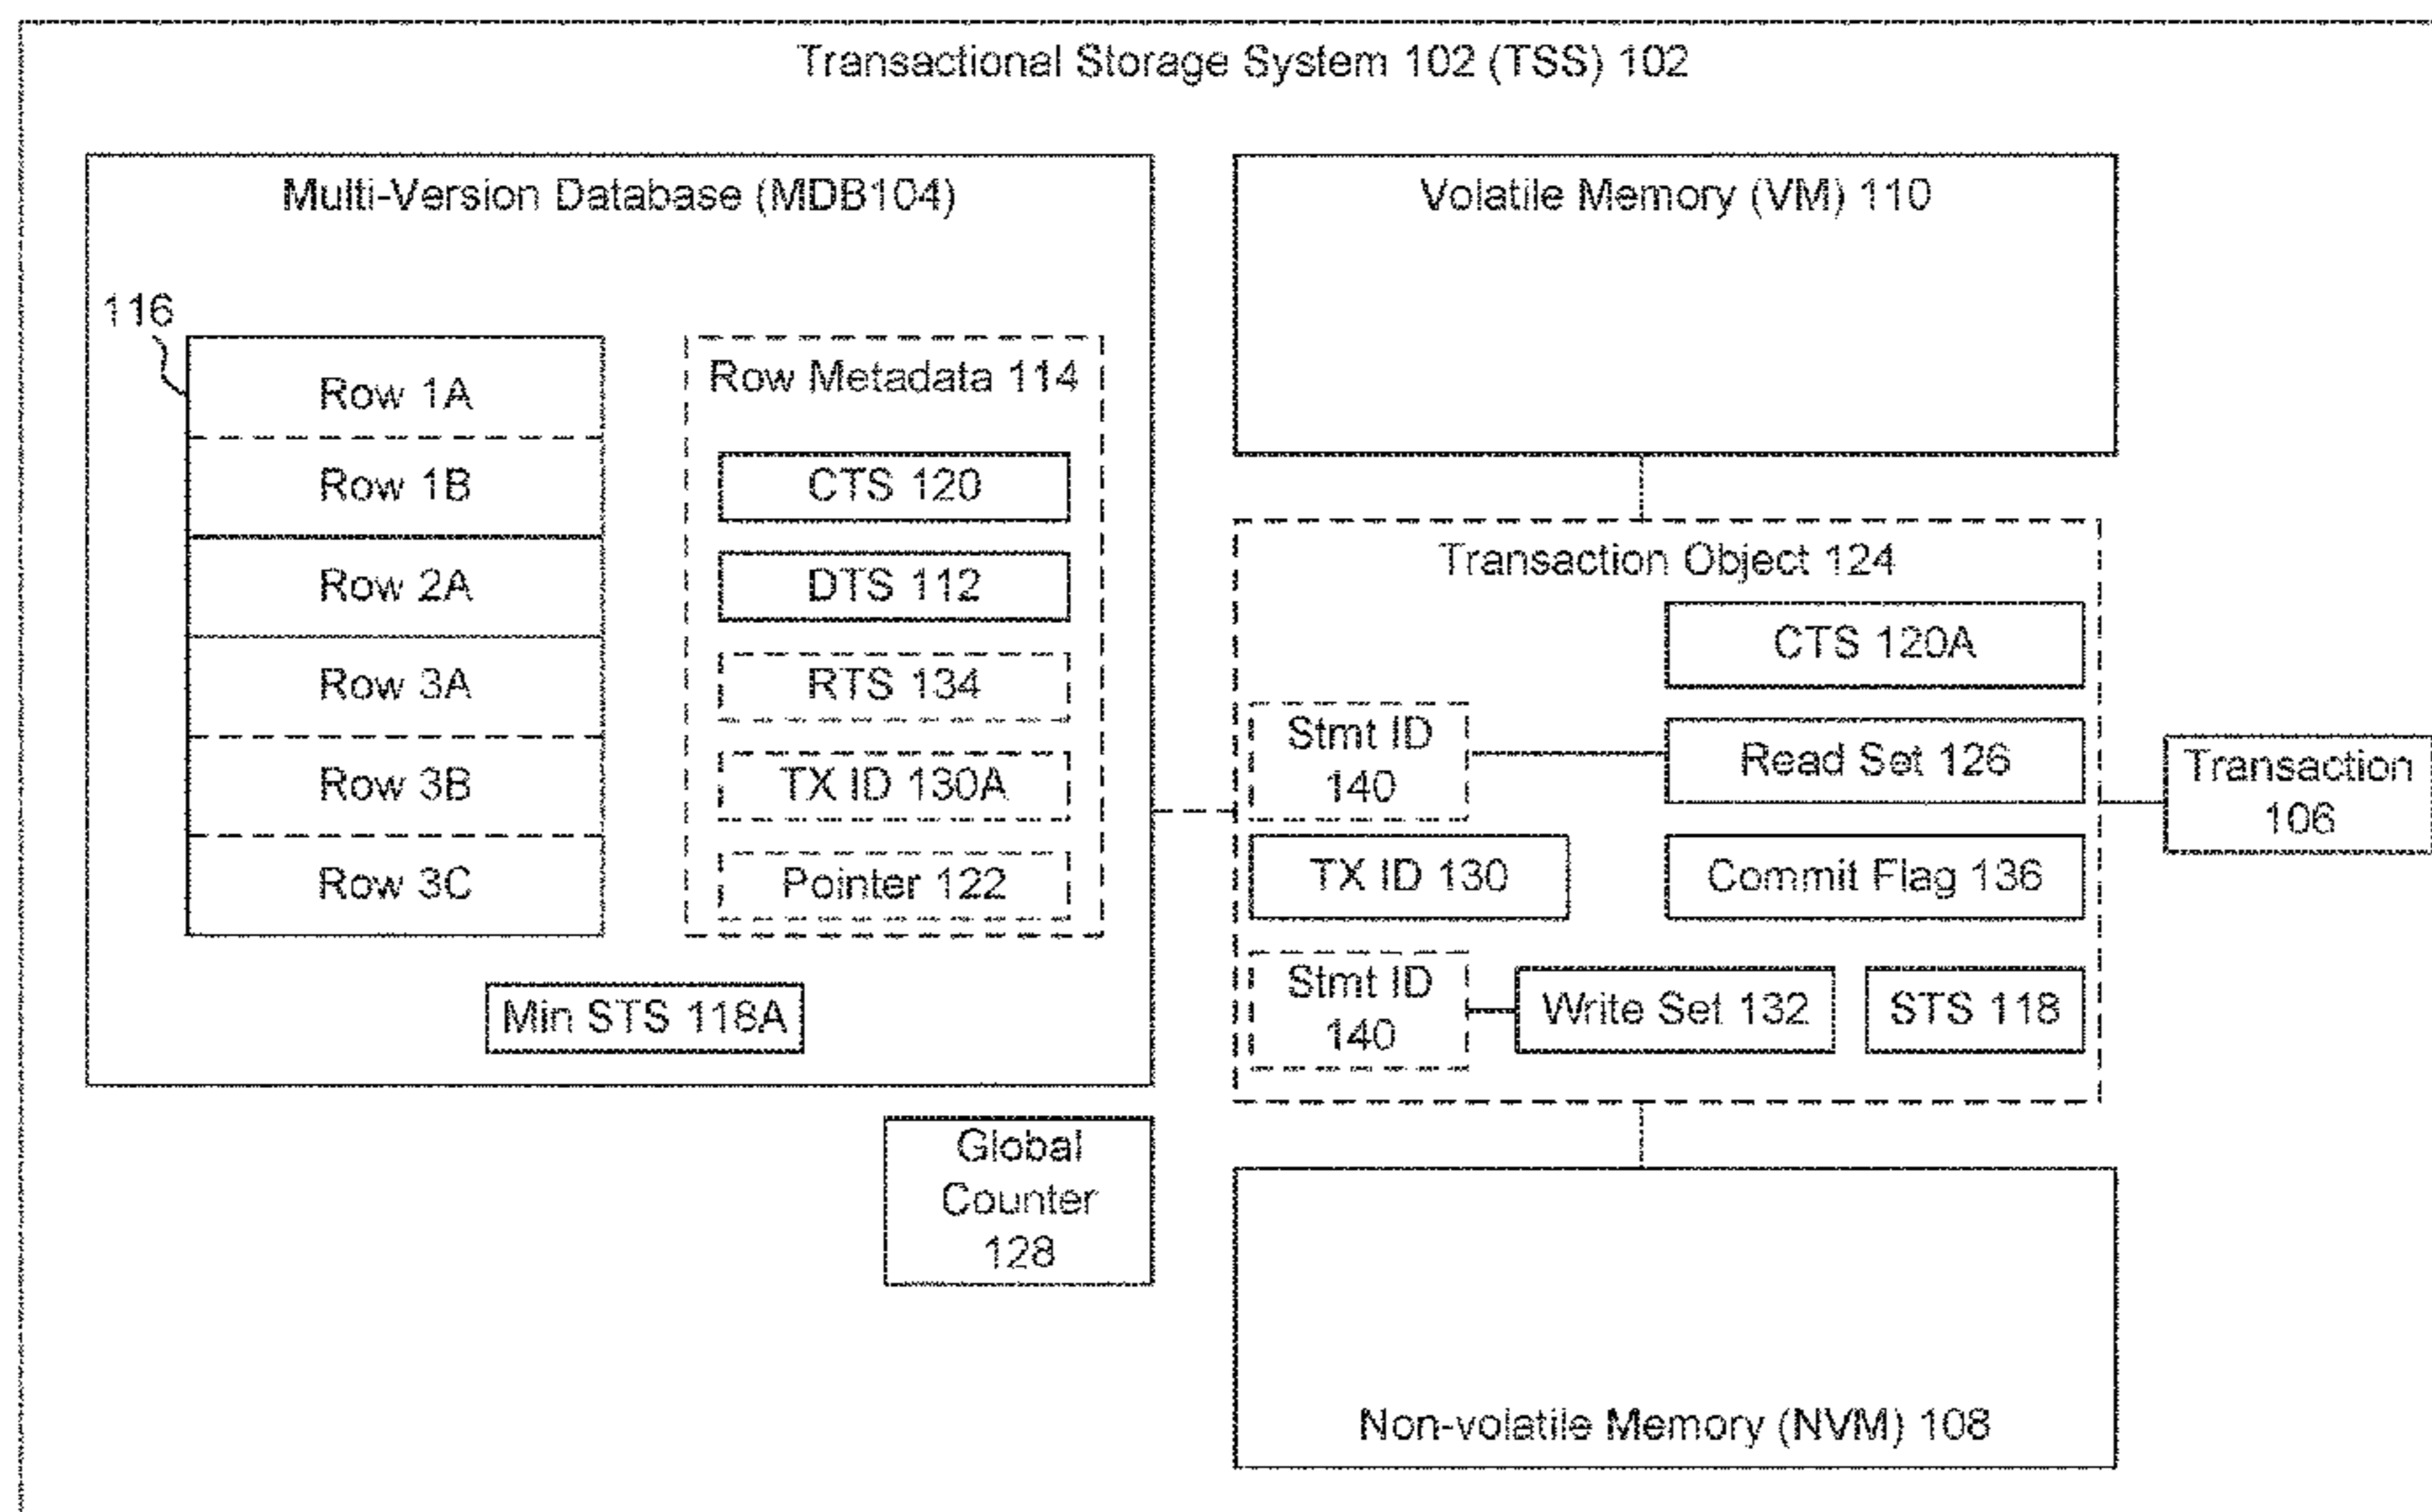 Transactional Storage System 102 (TSS) 102
Multi-Version Database (MDB104)
116
Row 1A
Row 1B
Row 2A
Row 3A
Row 3B
Row 3C
Row Metadata 114
CTS 120
DTS 112
RTS 134
TX ID 130A
Pointer 122
Min STS 118A
Global
Counter
128
Volatile Memory (VM) 110
Transaction Object 124
CTS 120A
Stmt ID
140
Read Set 126
TX ID 130
Commit Flag 136
Stmt ID
140
Write Set 132
STS 118
Transaction
106
Non-volatile Memory (NVM) 108